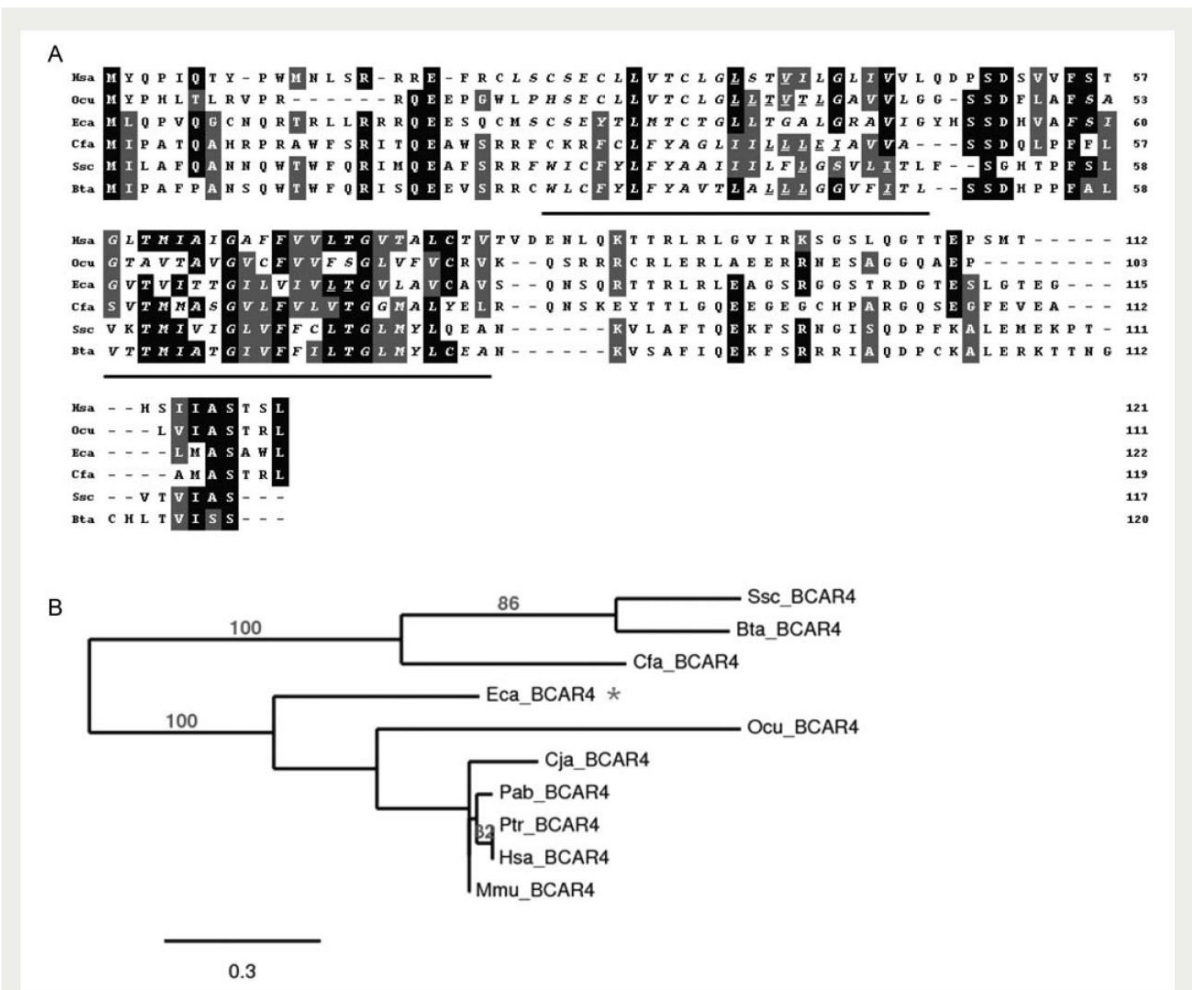 A
Hsa M Y Q P I Q T Y - P W M N L S R - R R E - F R C L S C S E C L L V T C L G L S T V I L G L I V V L Q D P S D S V V F S T 57
Ocu M Y P H L T L R V P R - - - - - - R Q E E P G W L P H S E C L L V T C L G L L T V T L G A V V L G G - S S D F L A F S A 53
Eca M L Q P V Q G C N Q R T R L L R R R Q E E S Q C M S C S E Y T L M T C T G L L T G A L G R A V I G Y H S S D H V A F S I 60
Cfa M I P A T Q A H R P R A W F S R I T Q E A W S R R F C K R F C L F Y A G L I I L L L E I A V V A - - - S S D Q L P F F L 57
Ssc M I L A F Q A N N Q W T W F Q R I M Q E A F S R R F W I C F Y L F Y A A I I I L F L G S V L I T L F - - S G H T P F S L 58
Bta M I P A F P A N S Q W T W F Q R I S Q E E V S R R C W L C F Y L F Y A V T L A L L L G G V F I T L - - S S D H P P F A L 58
Hsa G L T M I A I G A F F V V L T G V T A L C T V T V D E N L Q K T T R L R L G V I R K S G S L Q G T T E P S M T - - - - - 112
Ocu G T A V T A V G V C F V V F S G L V F V C R V K - - Q S R R R C R L E R L A E E R R N E S A G G Q A E P - - - - - - - - 103
Eca G V T V I T T G I L V I V L T G V L A V C A V S - - Q N S Q R T T R L R L E A G S R G G S T R D G T E S L G T E G - - - 115
Cfa S V T M M A S G V L F V L V T G G M A L Y E L R - - Q N S K E Y T T L G Q E E G E G C H P A R G Q S E G F E V E A - - - 112
Ssc V K T M I V I G L V F F C L T G L M Y L Q E A N - - - - - - K V L A F T Q E K F S R N G I S Q D P F K A L E M E K P T - 111
Bta V T T M I A T G I V F F I L T G L M Y L C E A N - - - - - - K V S A F I Q E K F S R R R I A Q D P C K A L E R K T T N G 112
Hsa - - H S I I A S T S L 121
Ocu - - - L V I A S T R L 111
Eca - - - - L M A S A W L 122
Cfa - - - - A M A S T R L 119
Ssc - - V T V I A S - - - 117
Bta C H L T V I S S - - - 120
B
86
Ssc_BCAR4
100
Bta_BCAR4
Cfa_BCAR4
Eca_BCAR4 *
100
Ocu_BCAR4
Cja_BCAR4
Pab_BCAR4
Ptr_BCAR4
Hsa_BCAR4
Mmu_BCAR4
0.3